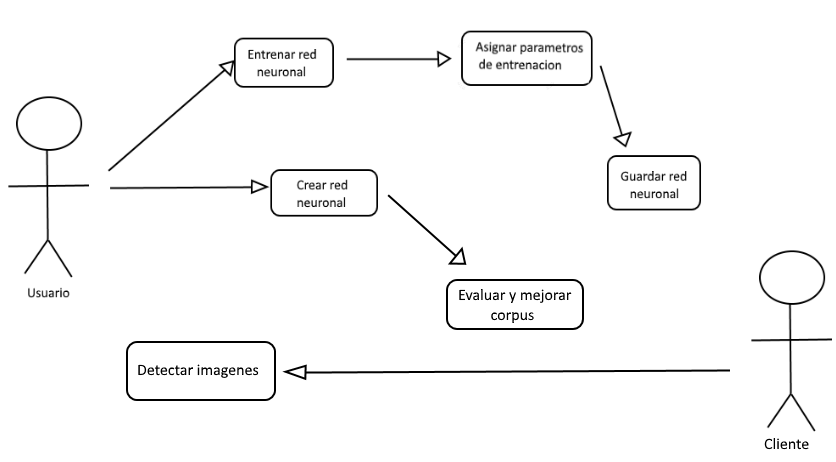 Entrenar red
neuronal
Asignar parametros
de entrenacion
Guardar red
neuronal
Crear red
neuronal
Usuario
Evaluar y mejorar
corpus
Detectar imagenes
Cliente